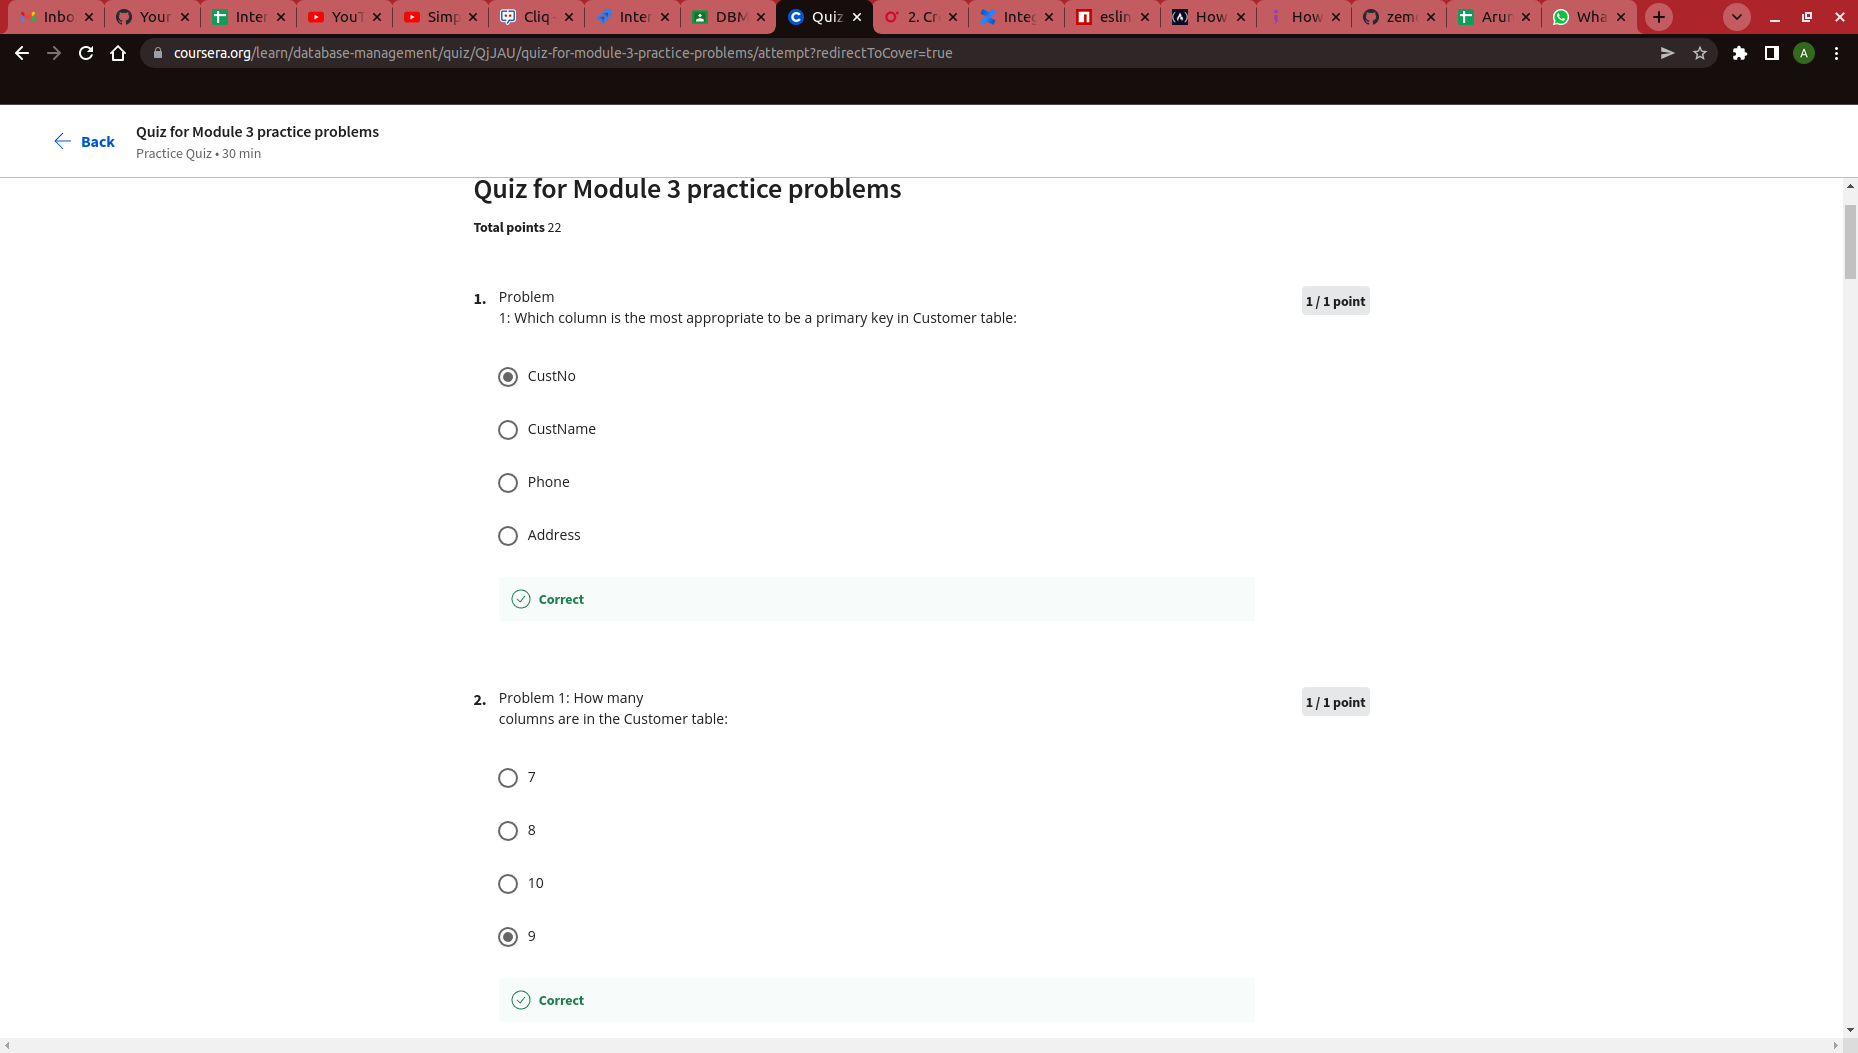 Inbo
Your
Inter
YouT
Simp
Cliq
Inter
DBM
Quiz
2. Cr
Integ
eslin
How
How
zem
Arun
Wha
coursera.org/learn/database-management/quiz/QjJAU/quiz-for-module-3-practice-problems/attempt?redirectToCover=true
A
Back
Quiz for Module 3 practice problems
Practice Quiz • 30 min
Quiz for Module 3 practice problems
Total points 22
1. Problem
1: Which column is the most appropriate to be a primary key in Customer table:
1 / 1 point
CustNo
CustName
Phone
Address
Correct
2. Problem 1: How many
columns are in the Customer table:
1 / 1 point
7
8
10
9
Correct